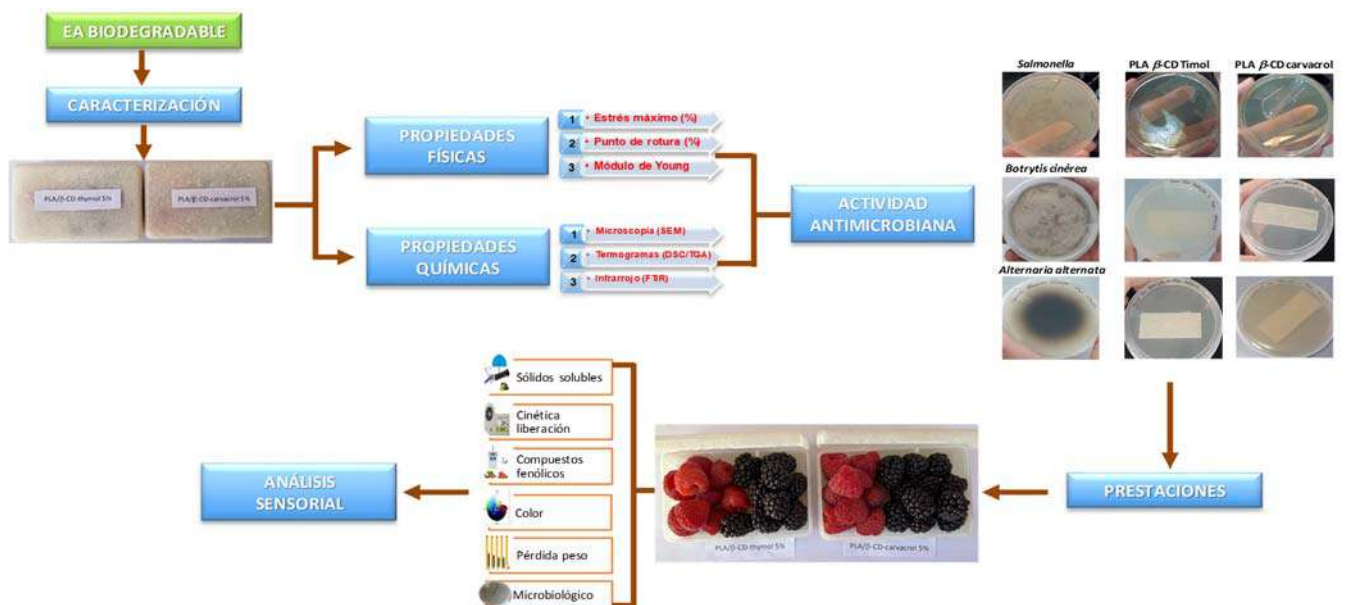 EA BIODEGRADABLE
CARACTERIZACIÓN
PLA/β-CD-thymol 5%
PLA/β-CD-carvacrol 5%
PROPIEDADES
FÍSICAS
1 • Estrés máximo (%)
2 • Punto de rotura (%)
3 • Módulo de Young
PROPIEDADES
QUÍMICAS
1 • Microscopía (SEM)
2 • Termogramas (DSC/TGA)
3 • Infrarrojo (FTIR)
ACTIVIDAD
ANTIMICROBIANA
Salmonella
PLA β-CD Timol
PLA β-CD carvacrol
Botrytis cinérea
Alternaria alternata
PRESTACIONES
PLA/β-CD-thymol 5%
PLA/β-CD-carvacrol 5%
Sólidos solubles
Cinética
liberación
Compuestos
fenólicos
Color
Pérdida peso
Microbiológico
ANÁLISIS
SENSORIAL